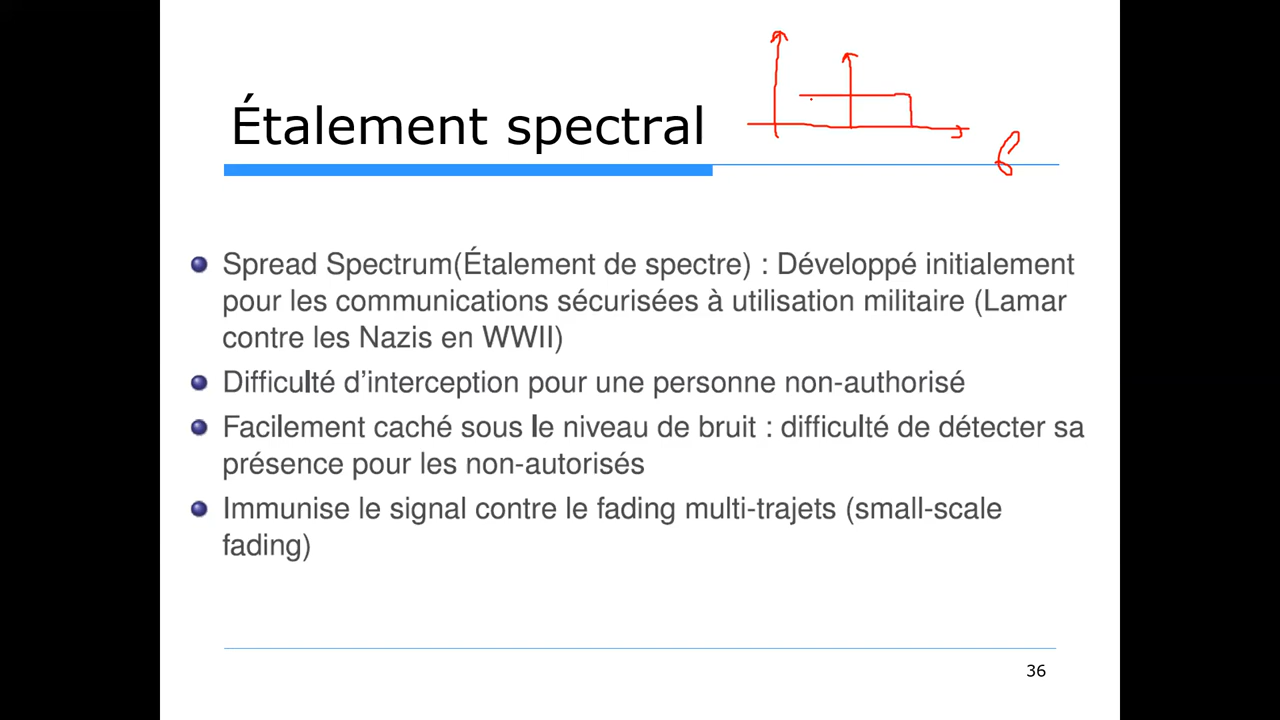 Étalement spectral
Spread Spectrum(Étalement de spectre) : Développé initialement
pour les communications sécurisées à utilisation militaire (Lamar
contre les Nazis en WWII)
Difficulté d'interception pour une personne non-authorisé
Facilement caché sous le niveau de bruit : difficulté de détecter sa
présence pour les non-autorisés
Immunise le signal contre le fading multi-trajets (small-scale
fading)
36